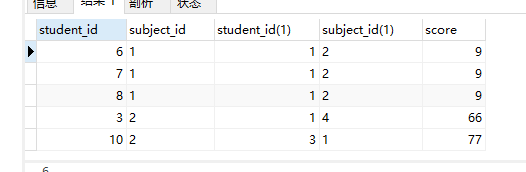 信息 结果 1 剖析 状态
student_id subject_id student_id(1) subject_id(1) score
6 1 1 2 9
7 1 1 2 9
8 1 1 2 9
3 2 1 4 66
10 2 3 1 77